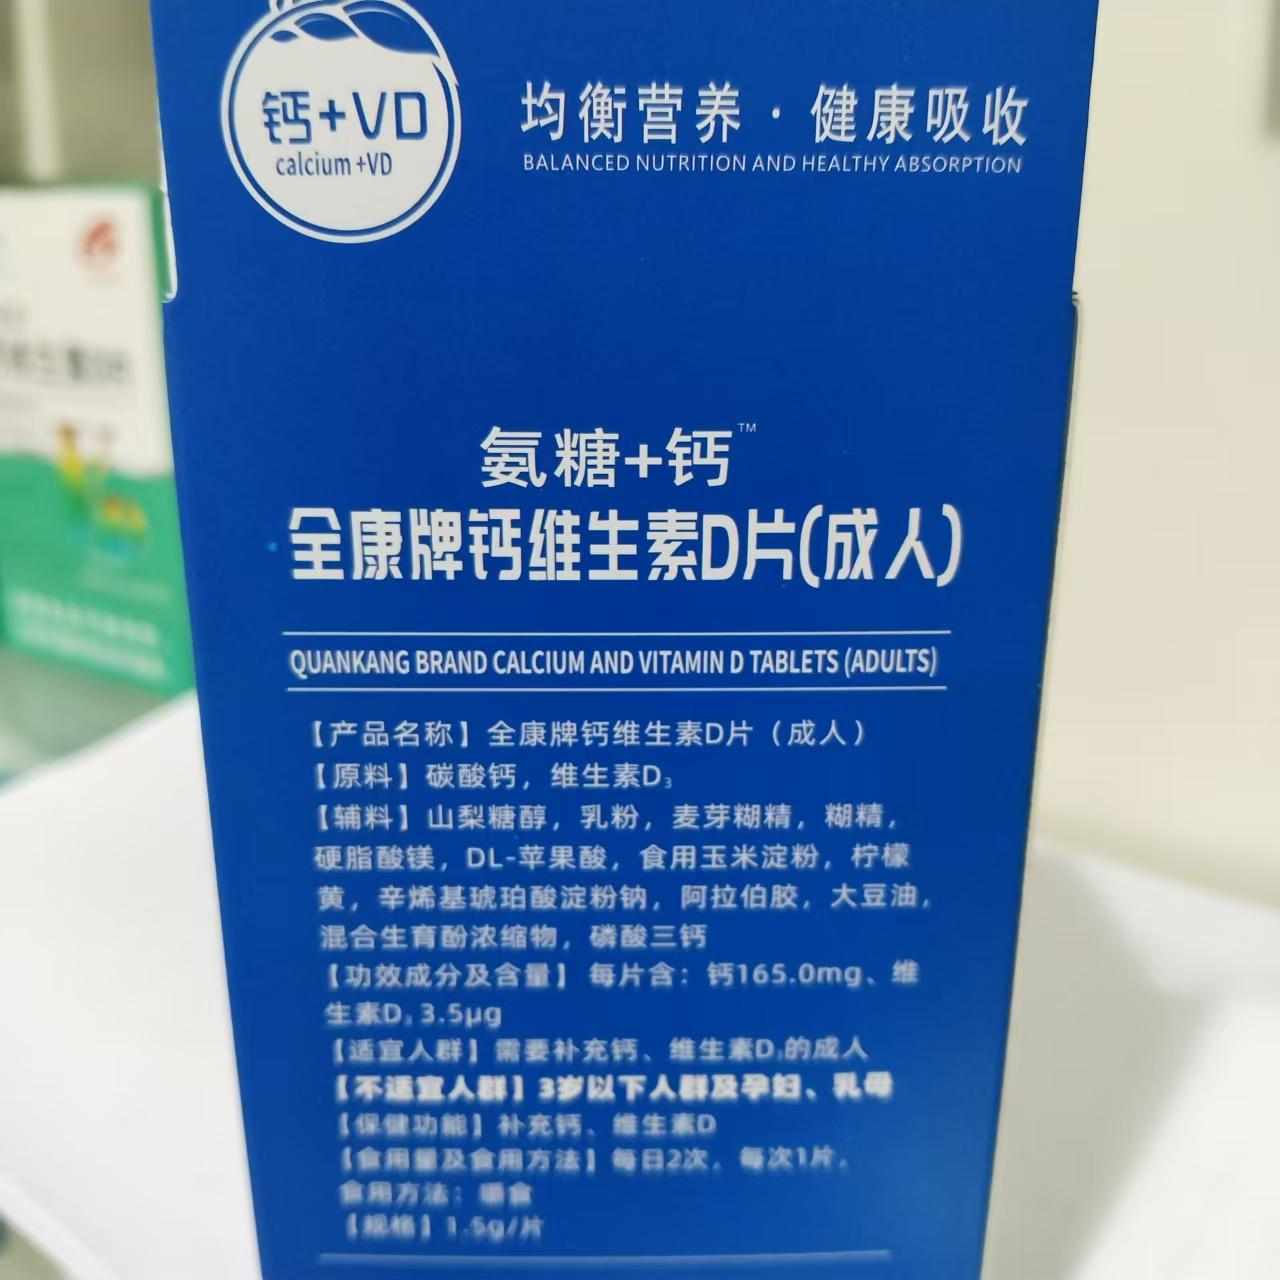 钙+VD
calcium +VD
均衡营养·健康吸收
BALANCED NUTRITION AND HEALTHY ABSORPTION
氨糖+钙™
全康牌钙维生素D片(成人)
QUANKANG BRAND CALCIUM AND VITAMIN D TABLETS (ADULTS)
【产品名称】全康牌钙维生素D片（成人）
【原料】碳酸钙，维生素D₃
【辅料】山梨糖醇，乳粉，麦芽糊精，糊精，
硬脂酸镁，DL-苹果酸，食用玉米淀粉，柠檬
黄，辛烯基琥珀酸淀粉钠，阿拉伯胶，大豆油，
混合生育酚浓缩物，磷酸三钙
【功效成分及含量】每片含：钙165.0mg、维
生素D₃ 3.5μg
【适宜人群】需要补充钙、维生素D₃的成人
【不适宜人群】3岁以下人群及孕妇、乳母
【保健功能】补充钙、维生素D
【食用量及食用方法】每日2次，每次1片，
食用方法：嚼食
【规格】1.5g/片